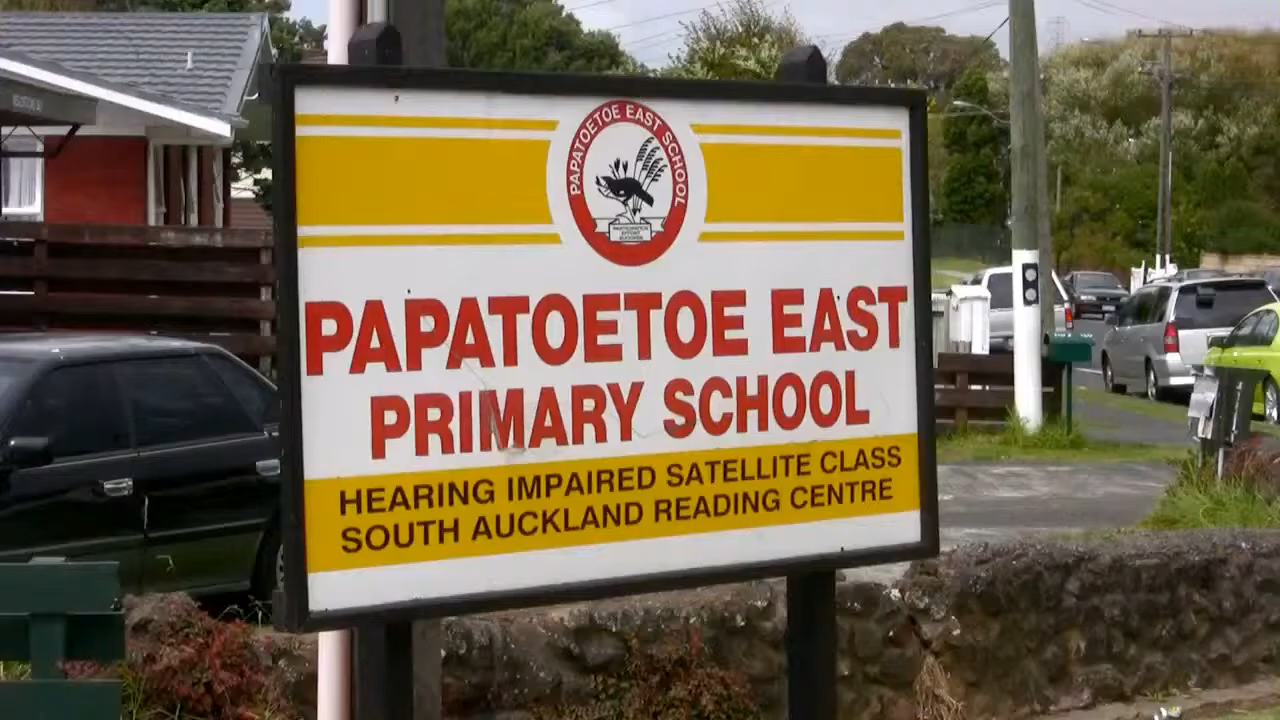 PAPATOETOE EAST SCHOOL
PAPATOETOE EAST
PRIMARY SCHOOL
HEARING IMPAIRED SATELLITE CLASS
SOUTH AUCKLAND READING CENTRE